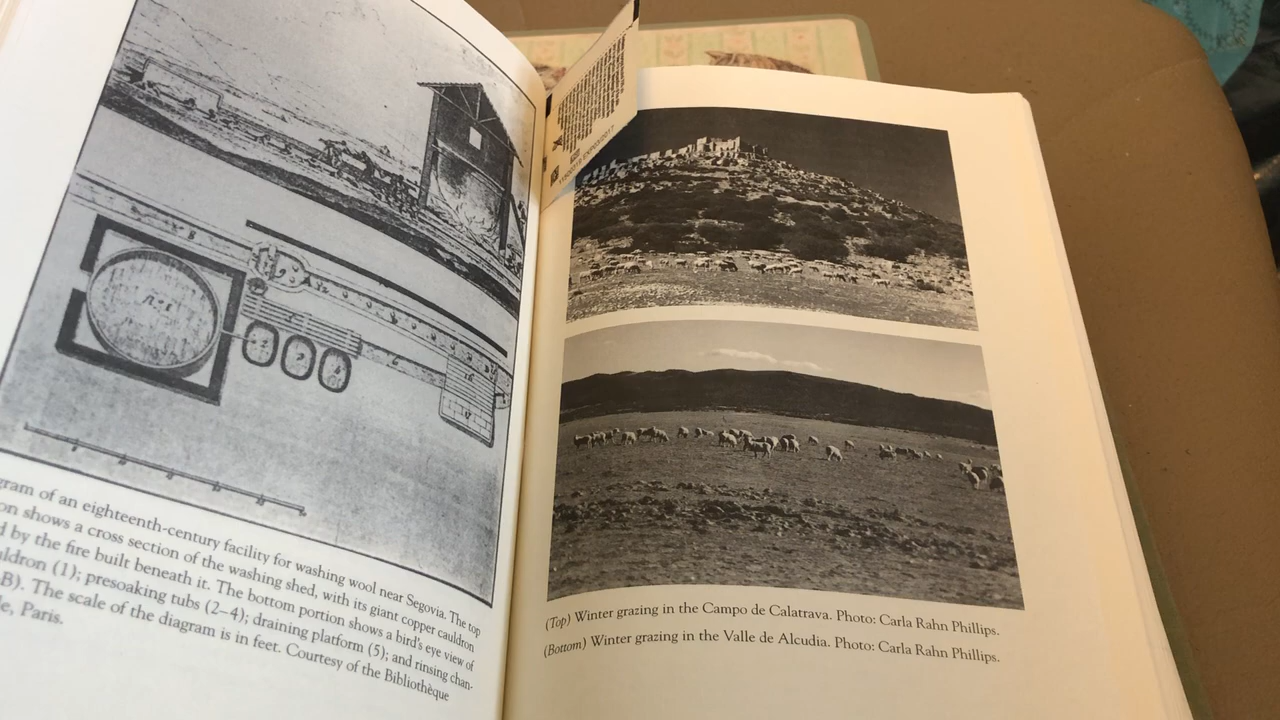 gram of an eighteenth-century facility for washing wool near Segovia. The top
on shows a cross section of the washing shed, with its giant copper cauldron
d by the fire built beneath it. The bottom portion shows a bird's eye view of
uldron (1); presoaking tubs (2–4); draining platform (5); and rinsing chan-
B). The scale of the diagram is in feet. Courtesy of the Bibliothèque
le, Paris.
(Top) Winter grazing in the Campo de Calatrava. Photo: Carla Rahn Phillips.
(Bottom) Winter grazing in the Valle de Alcudia. Photo: Carla Rahn Phillips.